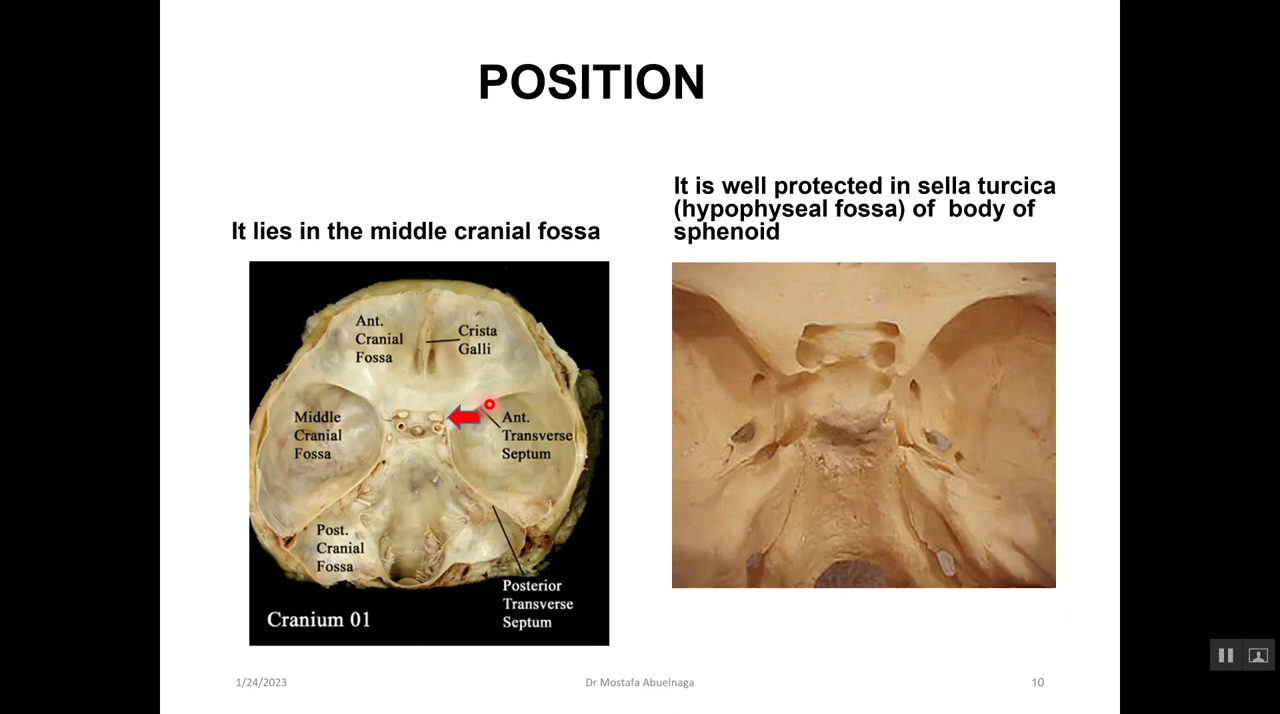 POSITION
It lies in the middle cranial fossa
It is well protected in sella turcica
(hypophyseal fossa) of body of
sphenoid
Ant.
Cranial
Fossa
Crista
Galli
Middle
Cranial
Fossa
Ant.
Transverse
Septum
Post.
Cranial
Fossa
Posterior
Transverse
Septum
Cranium 01
1/24/2023
Dr Mostafa Abuelnaga
10